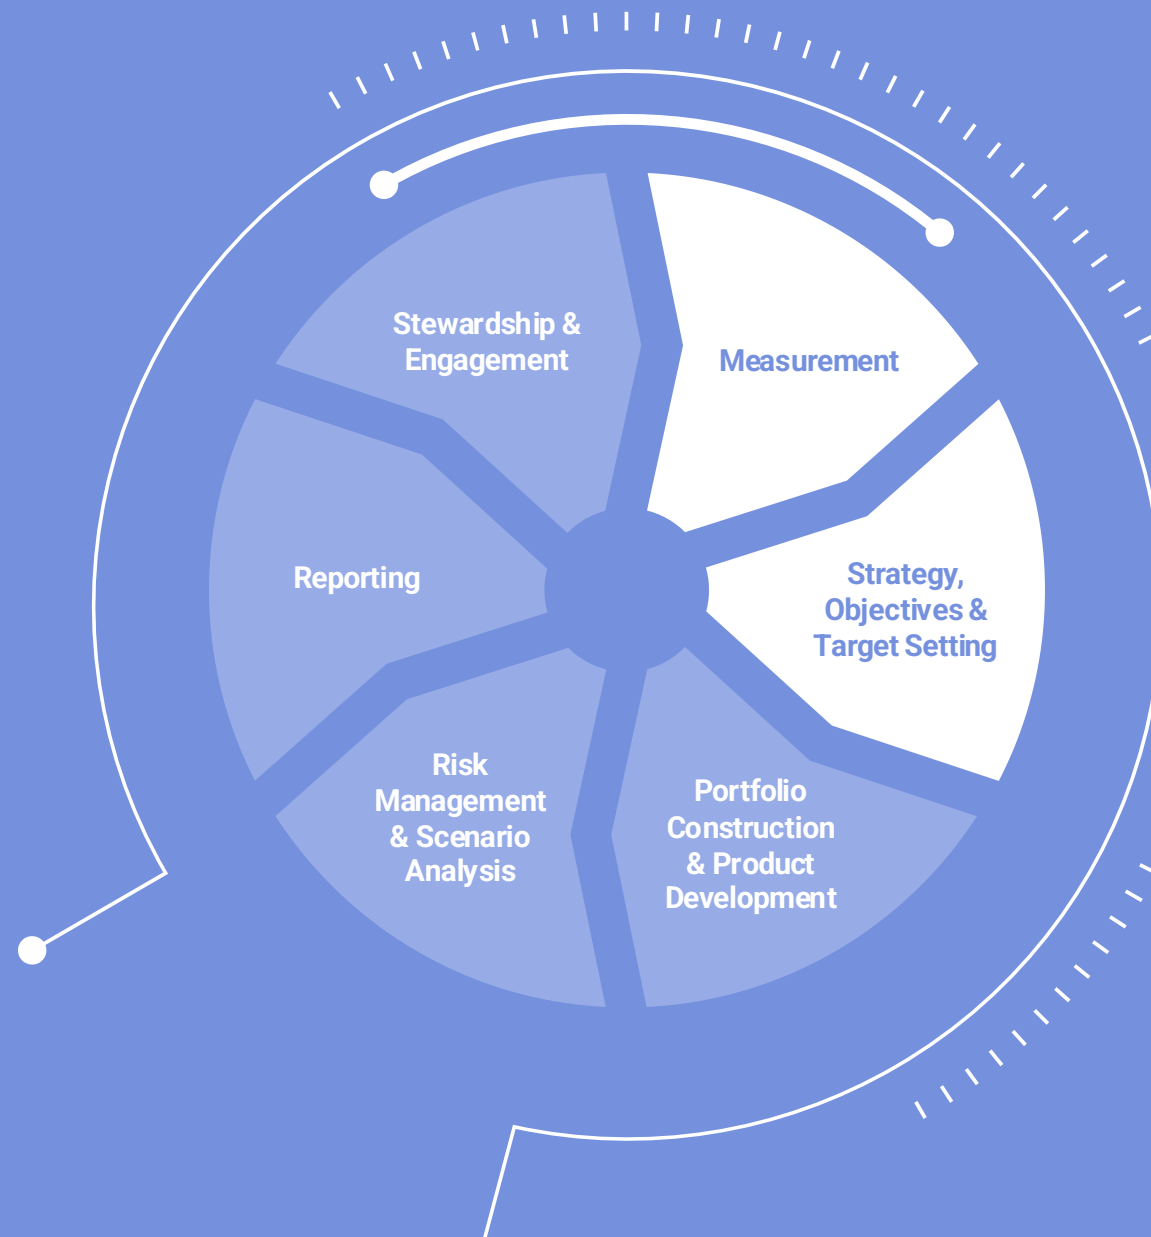 Stewardship &
Engagement
Measurement
Strategy,
Objectives &
Target Setting
Portfolio
Construction
& Product
Development
Risk
Management
& Scenario
Analysis
Reporting